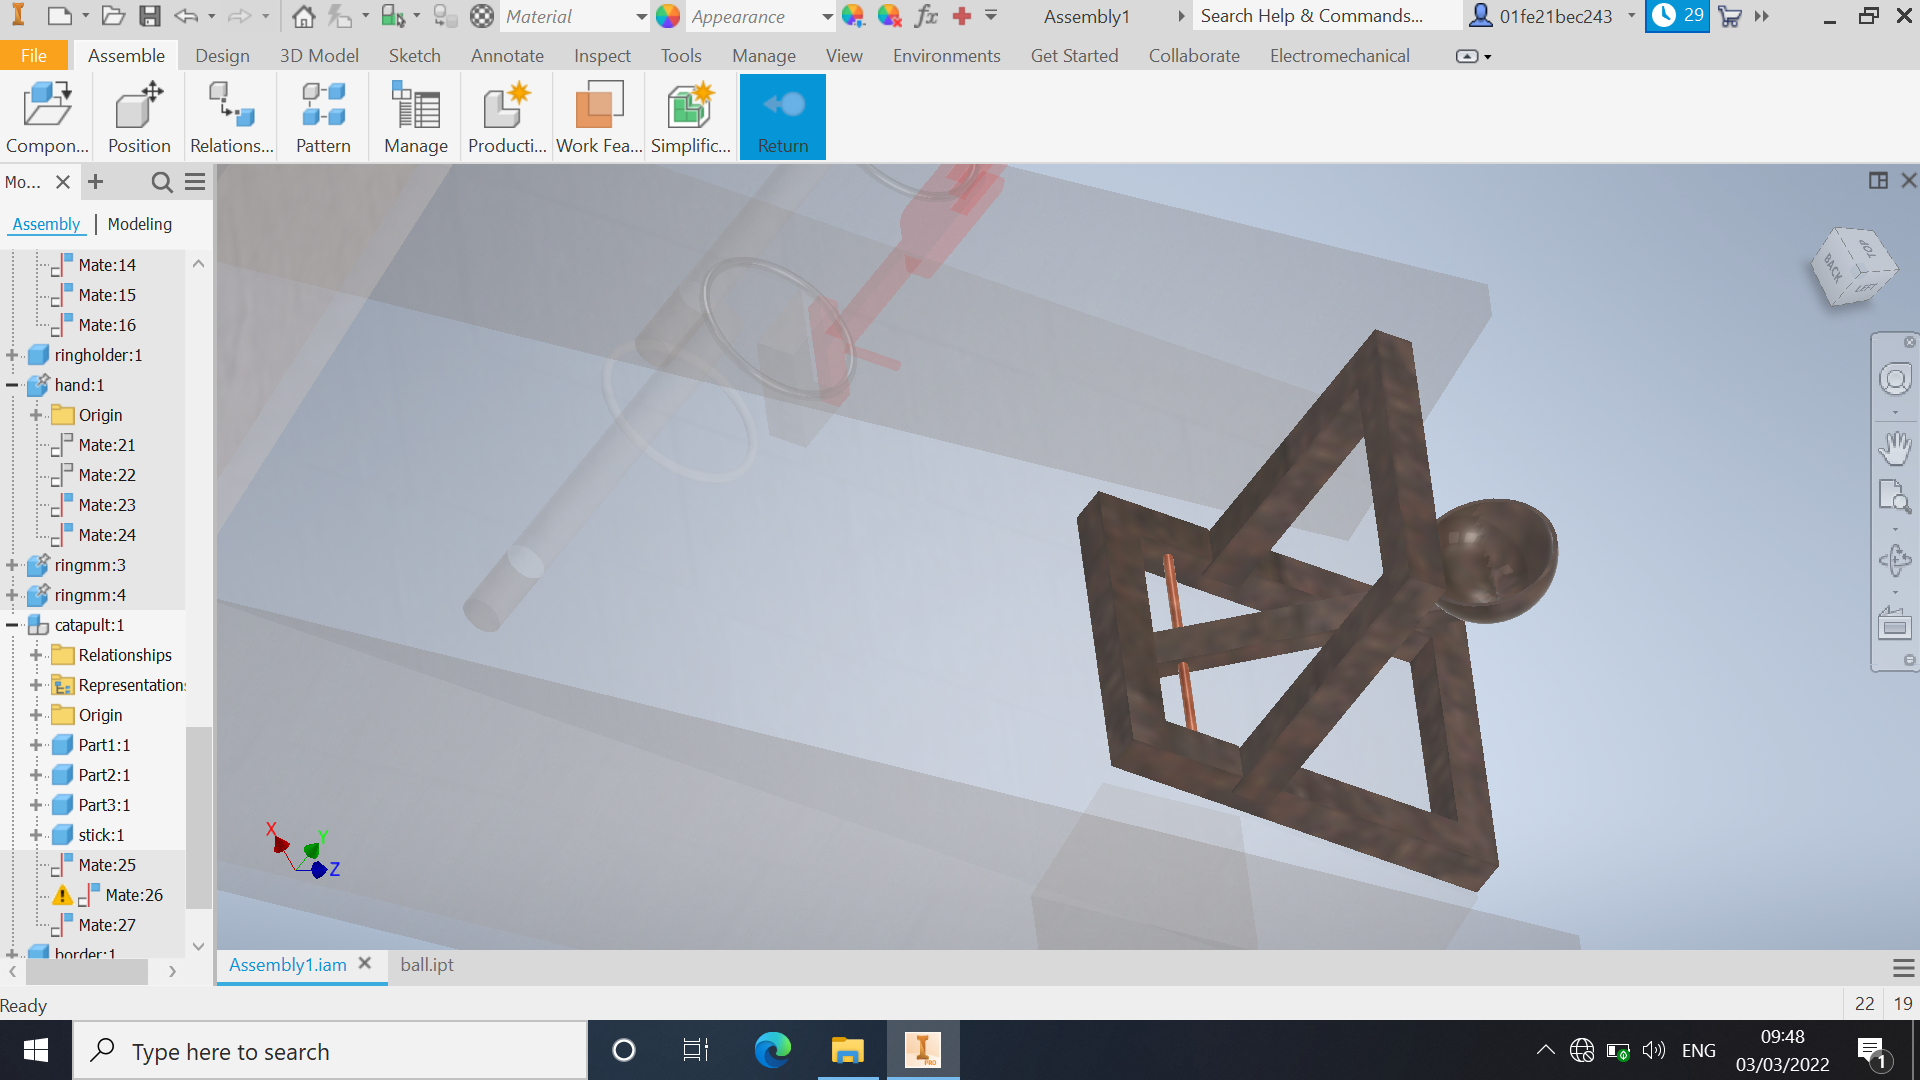 Material
Appearance
Assembly1
Search Help & Commands...
01fe21bec243
29
File
Assemble
Design
3D Model
Sketch
Annotate
Inspect
Tools
Manage
View
Environments
Get Started
Collaborate
Electromechanical
Compon...
Position
Relations...
Pattern
Manage
Producti...
Work Fea...
Simplific...
Return
Mo...
Assembly | Modeling
Mate:14
Mate:15
Mate:16
ringholder:1
hand:1
Origin
Mate:21
Mate:22
Mate:23
Mate:24
ringmm:3
ringmm:4
catapult:1
Relationships
Representation
Origin
Part1:1
Part2:1
Part3:1
stick:1
Mate:25
Mate:26
Mate:27
border:1
TOP
BACK
LEFT
X
Y
Z
Assembly1.iam
ball.ipt
Ready
22
19
Type here to search
PRO
ENG
09:48
03/03/2022
1